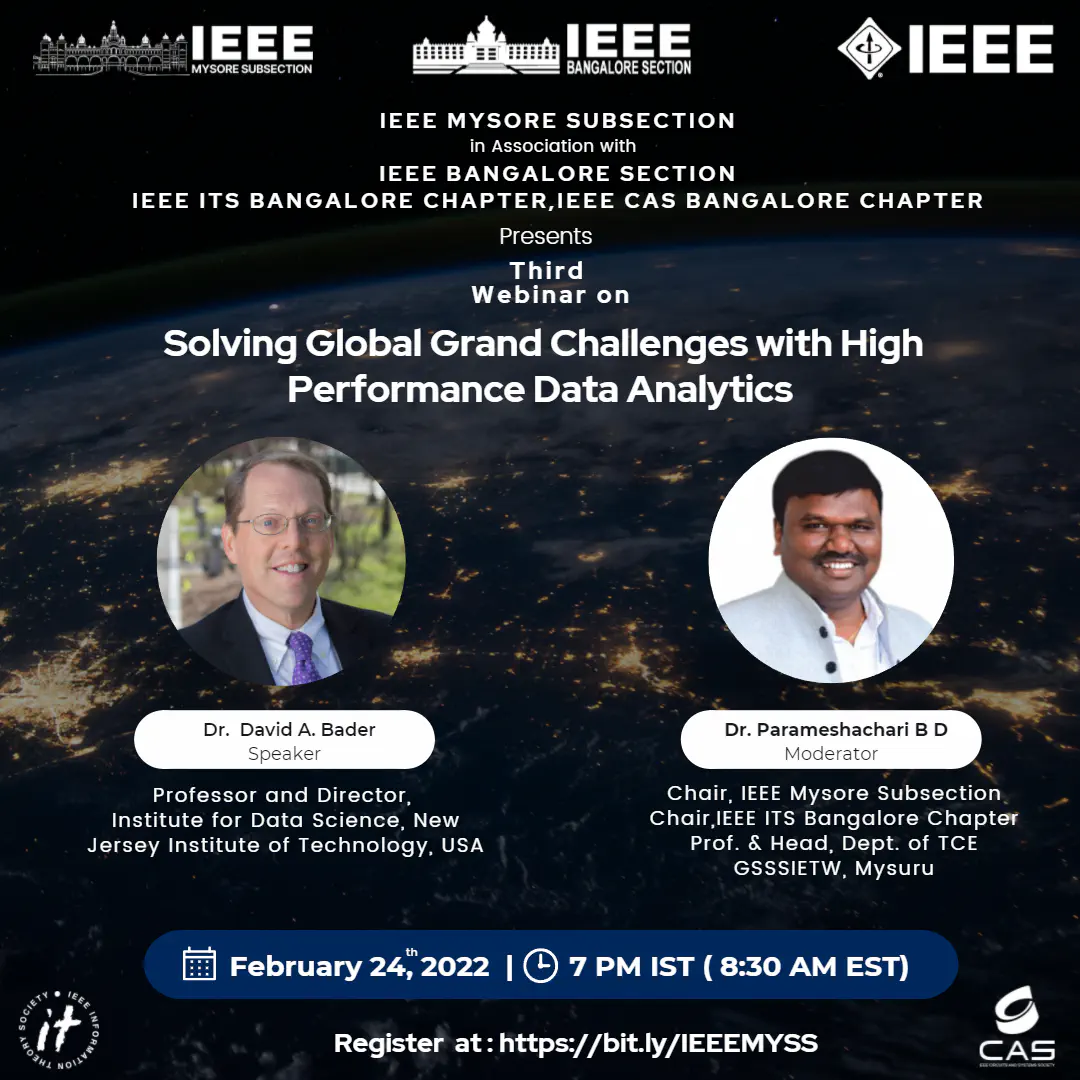 IEEE
MYSORE SUBSECTION
IEEE
BANGALORE SECTION
IEEE
IEEE MYSORE SUBSECTION
in Association with
IEEE BANGALORE SECTION
IEEE ITS BANGALORE CHAPTER,IEEE CAS BANGALORE CHAPTER
Presents
Third
Webinar on
Solving Global Grand Challenges with High
Performance Data Analytics
Dr. David A. Bader
Speaker
Professor and Director,
Institute for Data Science, New
Jersey Institute of Technology, USA
Dr. Parameshachari B D
Moderator
Chair, IEEE Mysore Subsection
Chair,IEEE ITS Bangalore Chapter
Prof. & Head, Dept. of TCE
GSSSIETW, Mysuru
February 24th, 2022 | 7 PM IST ( 8:30 AM EST)
Register at : https://bit.ly/IEEEMYSS
IEEE INFORMATION THEORY SOCIETY
it
CAS
IEEE CIRCUITS AND SYSTEMS SOCIETY